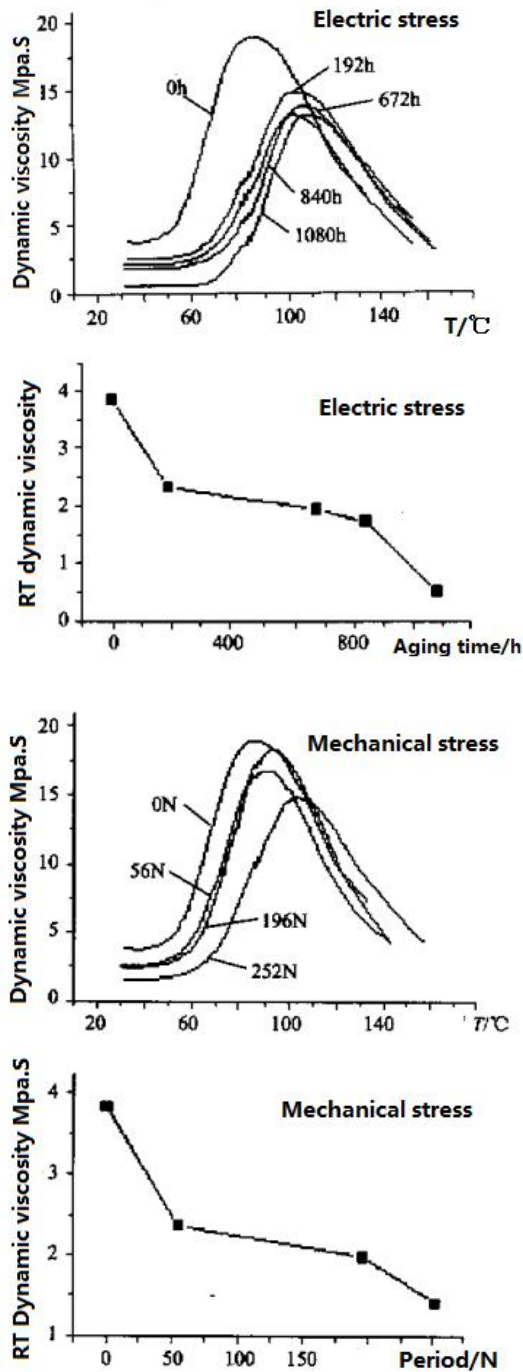 Electric stress
Dynamic viscosity Mpa.S
20
15
10
5
0
0h
192h
672h
840h
1080h
20
60
100
140
T/℃
Electric stress
RT dynamic viscosity
4
3
2
1
0
0
400
800
Aging time/h
Mechanical stress
Dynamic viscosity Mpa.S
20
15
10
5
0
0N
56N
196N
252N
20
60
100
140
T/℃
Mechanical stress
RT Dynamic viscosity Mpa.S
4
3
2
1
0
50
100
150
Period/N